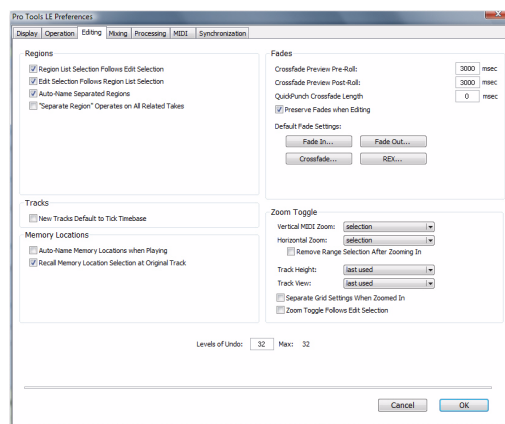 Pro Tools LE Preferences
Display Operation Editing Mixing Processing MIDI Synchronization
Regions
Region List Selection Follows Edit Selection
Edit Selection Follows Region List Selection
Auto-Name Separated Regions
"Separate Region" Operates on All Related Takes
Fades
Crossfade Preview Pre-Roll: 3000 msec
Crossfade Preview Post-Roll: 3000 msec
QuickPunch Crossfade Length 0 msec
Preserve Fades when Editing
Default Fade Settings:
Fade In... Fade Out...
Crossfade... REX...
Tracks
New Tracks Default to Tick Timebase
Memory Locations
Auto-Name Memory Locations when Playing
Recall Memory Location Selection at Original Track
Zoom Toggle
Vertical MIDI Zoom: selection
Horizontal Zoom: selection
Remove Range Selection After Zooming In
Track Height: last used
Track View: last used
Separate Grid Settings When Zoomed In
Zoom Toggle Follows Edit Selection
Levels of Undo: 32 Max: 32
Cancel OK